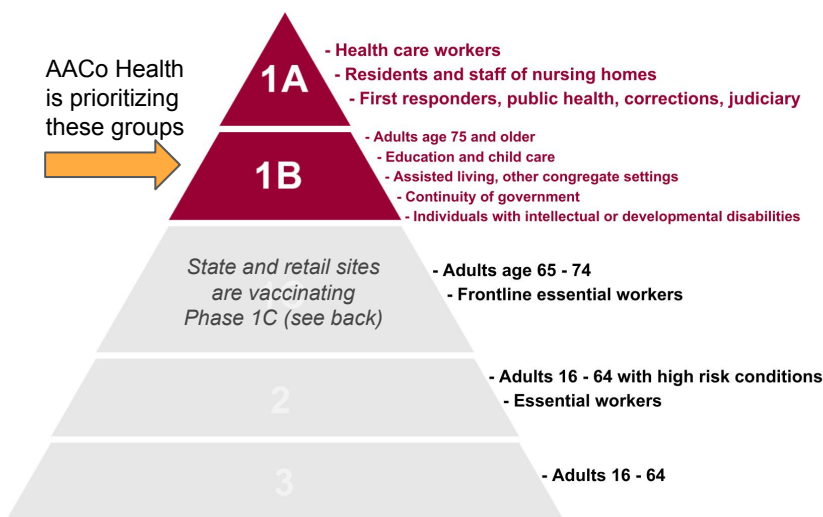 AACo Health
is prioritizing
these groups
1A
- Health care workers
- Residents and staff of nursing homes
- First responders, public health, corrections, judiciary
1B
- Adults age 75 and older
- Education and child care
- Assisted living, other congregate settings
- Continuity of government
- Individuals with intellectual or developmental disabilities
State and retail sites
are vaccinating
Phase 1C (see back)
1C
- Adults age 65 - 74
- Frontline essential workers
2
- Adults 16 - 64 with high risk conditions
- Essential workers
3
- Adults 16 - 64